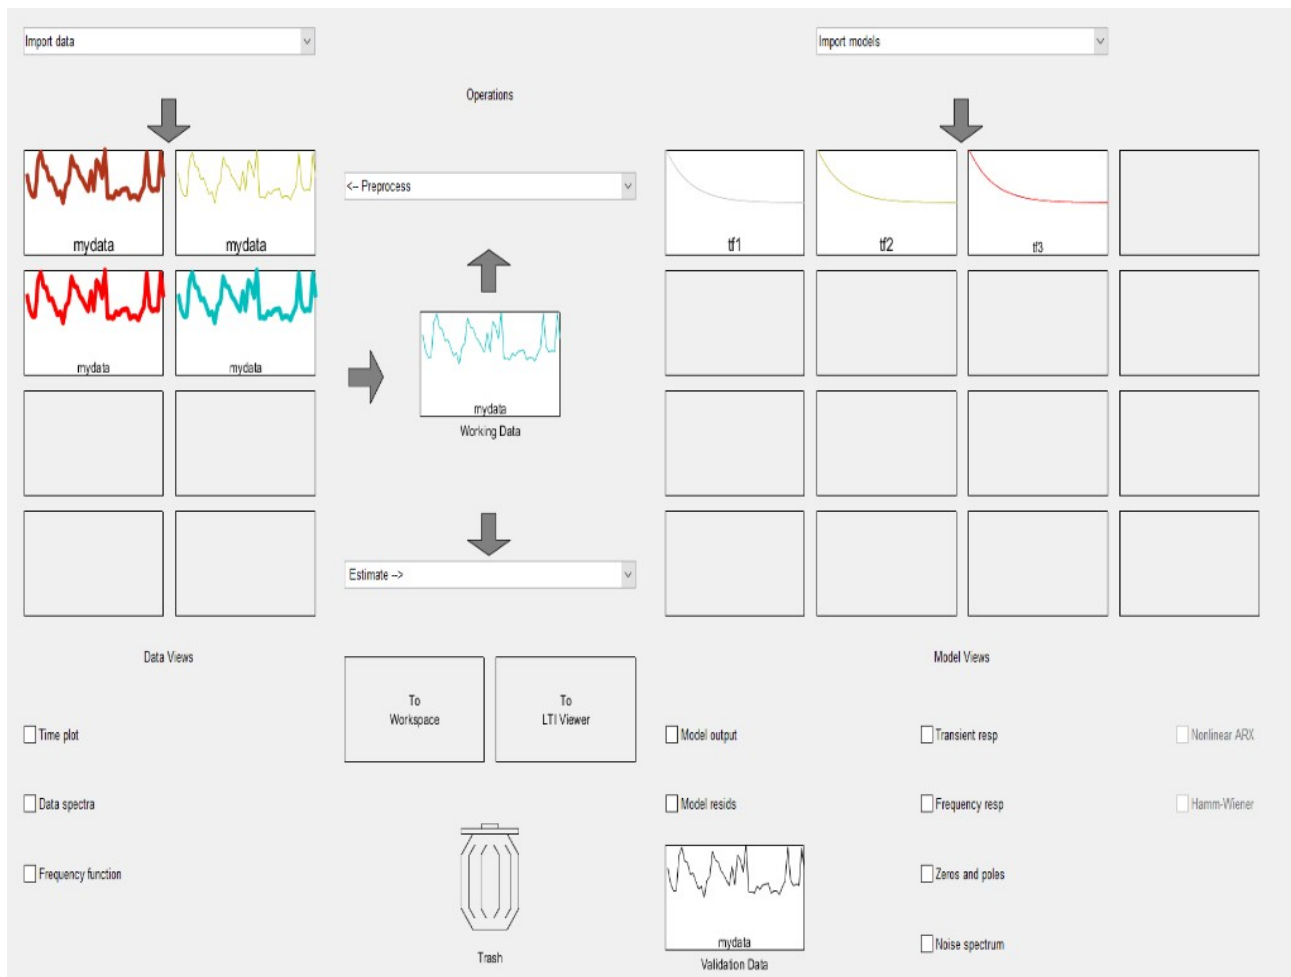 Import data
Import models
Operations
mydata
mydata
<-- Preprocess
tf1
tf2
tf3
mydata
mydata
mydata
Working Data
Estimate -->
Data Views
Model Views
To
Workspace
To
LTI Viewer
Time plot
Model output
Transient resp
Nonlinear ARX
Data spectra
Model resids
Frequency resp
Hamm-Wiener
Frequency function
Zeros and poles
mydata
Validation Data
Noise spectrum
Trash